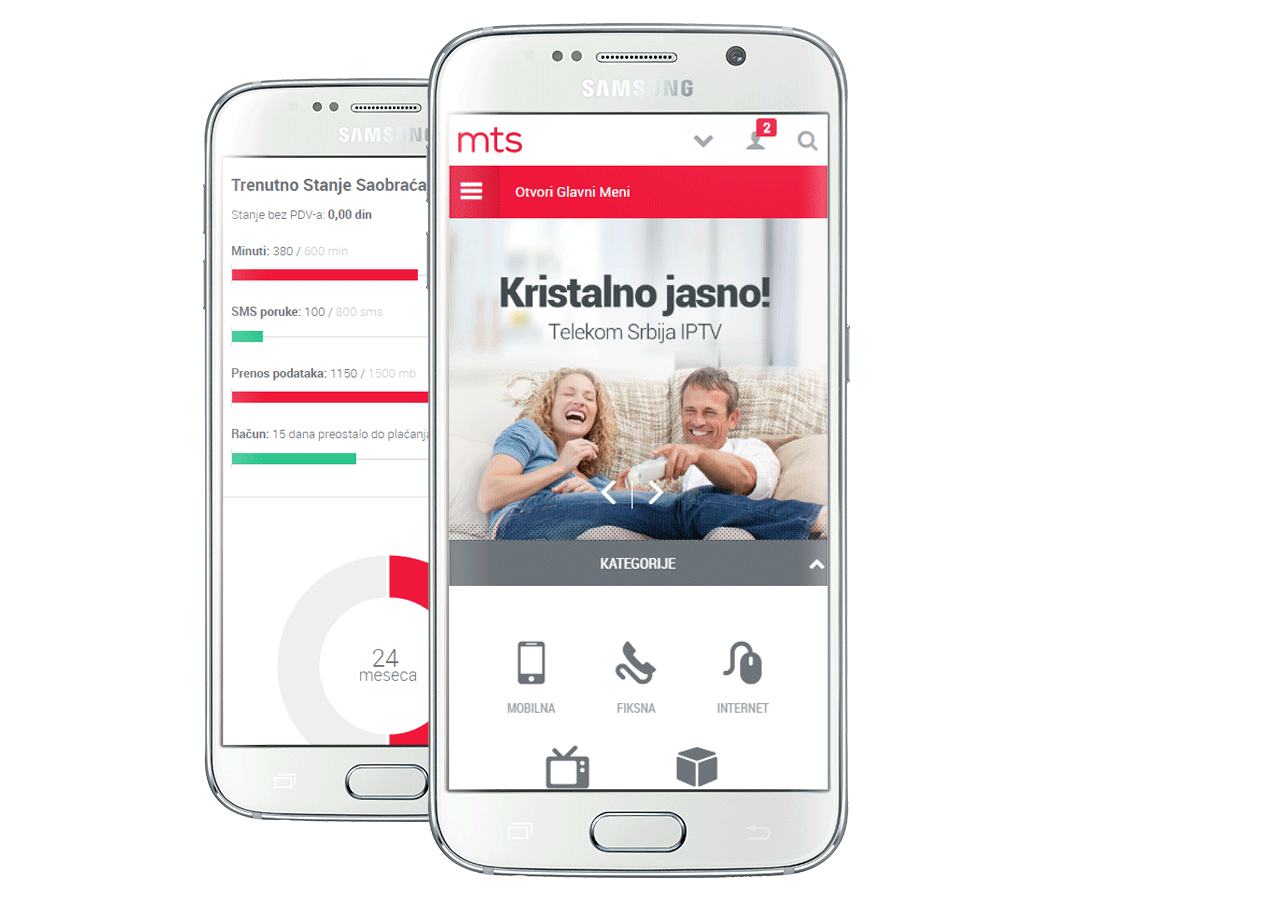 SAMSUNG
Trenutno Stanje Saobraća
Stanje bez PDV-a: 0,00 din
Minuti: 380 / 600 min
SMS poruke: 100 / 800 sms
Prenos podataka: 1150 / 1500 mb
Račun: 15 dana preostalo do plaćanja
24
meseca
SAMSUNG
mts
2
Otvori Glavni Meni
Kristalno jasno!
Telekom Srbija IPTV
KATEGORIJE
MOBILNA
FIKSNA
INTERNET